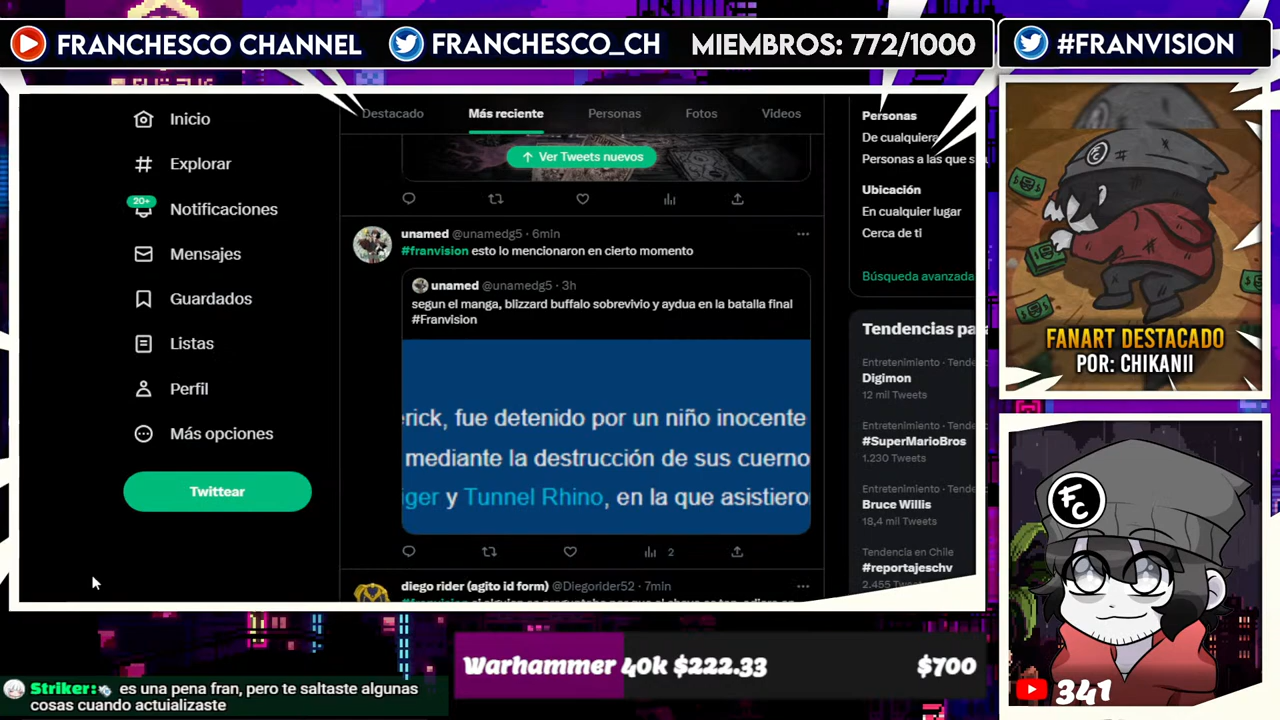 FRANCHESCO CHANNEL
FRANCHESCO_CH
MIEMBROS: 772/1000
#FRANVISION
Inicio
Explorar
20+
Notificaciones
Mensajes
Guardados
Listas
Perfil
Más opciones
Twittear
Destacado
Más reciente
Personas
Fotos
Videos
Ver Tweets nuevos
unamed @unamedg5 · 6min
#franvision esto lo mencionaron en cierto momento
unamed @unamedg5 · 3h
segun el manga, blizzard buffalo sobrevivio y aydua en la batalla final
#Franvision
erick, fue detenido por un niño inocente
mediante la destrucción de sus cuerno
iger y Tunnel Rhino, en la que asistiero
2
diego rider (agito id form) @Diegorider52 · 7min
Personas
De cualquiera
Personas a las que s
Ubicación
En cualquier lugar
Cerca de ti
Búsqueda avanzada
Tendencias pa
Entretenimiento · Tende
Digimon
12 mil Tweets
Entretenimiento · Tende
#SuperMarioBros
1.230 Tweets
Entretenimiento · Tende
Bruce Willis
18,4 mil Tweets
Tendencia en Chile
#reportajeschv
2.455 Tweets
FC
FANART DESTACADO
POR: CHIKANII
FC
341
Warhammer 40k $222.33
$700
Striker: es una pena fran, pero te saltaste algunas
cosas cuando actuializaste